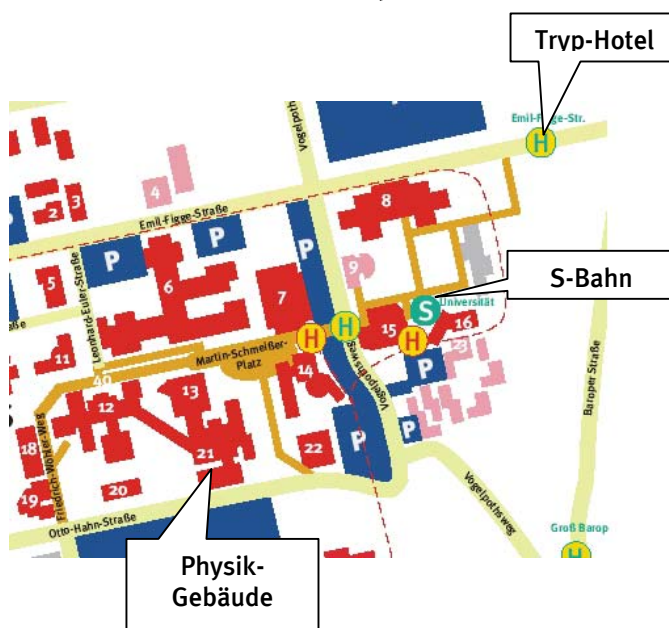 Tryp-Hotel
Emil-Figge-Str.
H
Vogelpoth
8
3
2
4
Emil-Figge-Straße
P
P
P
P
S-Bahn
9
6
7
5
Leonhard-Euler-Straße
S
Universität
H
H
15
16
H
23
Martin-Schmeißer-
Platz
Vogelpothsweg
P
Baroper Straße
11
40
14
13
12
P
P
18
Friedrich-Wöhler-Weg
21
22
19
20
Vogelpothsweg
Otto-Hahn-Straße
Groß Barop
H
Physik-
Gebäude